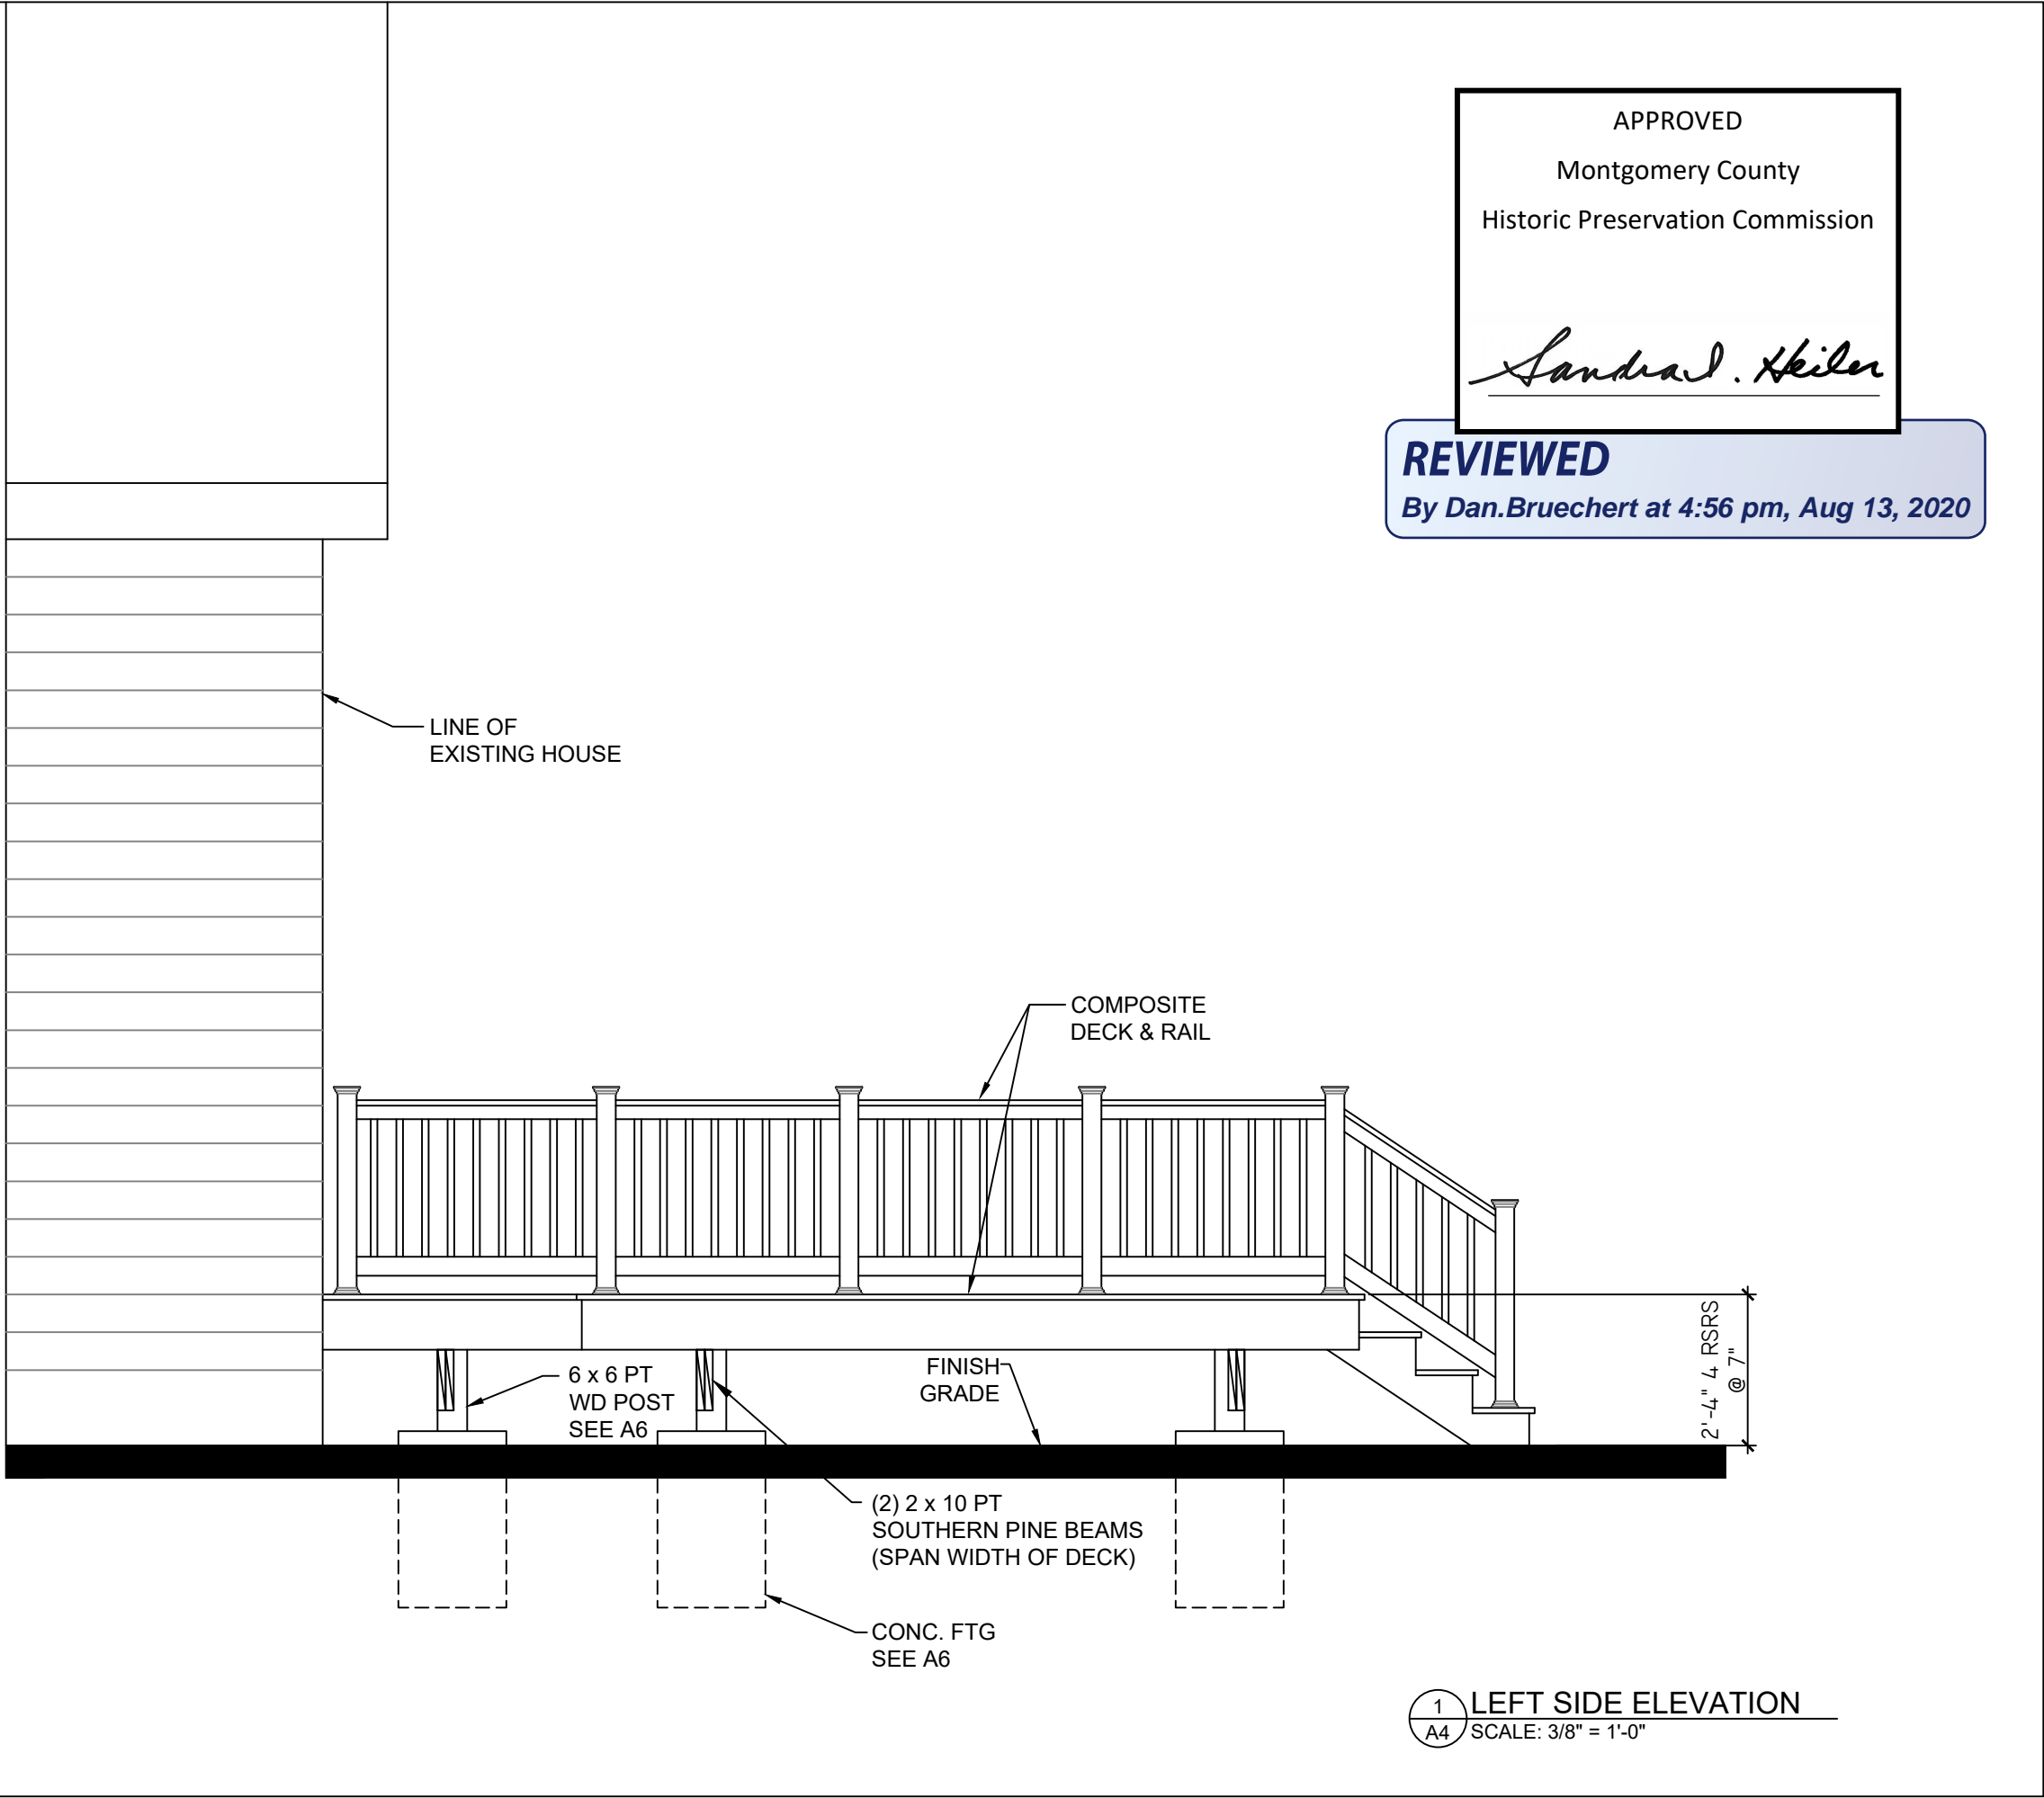 APPROVED
Montgomery County
Historic Preservation Commission
Sandra I. Heiler
REVIEWED
By Dan.Bruechert at 4:56 pm, Aug 13, 2020
LINE OF
EXISTING HOUSE
COMPOSITE
DECK & RAIL
6 x 6 PT
WD POST
SEE A6
FINISH
GRADE
2'-4" 4 RSRS
@ 7"
(2) 2 x 10 PT
SOUTHERN PINE BEAMS
(SPAN WIDTH OF DECK)
CONC. FTG
SEE A6
1
A4
LEFT SIDE ELEVATION
SCALE: 3/8" = 1'-0"